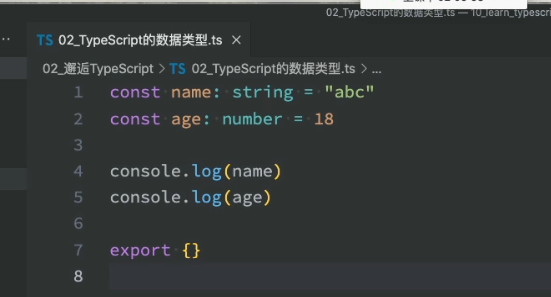 02_TypeScript的数据类型.ts — 10_learn_typescri
TS 02_TypeScript的数据类型.ts ×
02_邂逅TypeScript > TS 02_TypeScript的数据类型.ts > ...
1 const name: string = "abc"
2 const age: number = 18
3
4 console.log(name)
5 console.log(age)
6
7 export {}
8